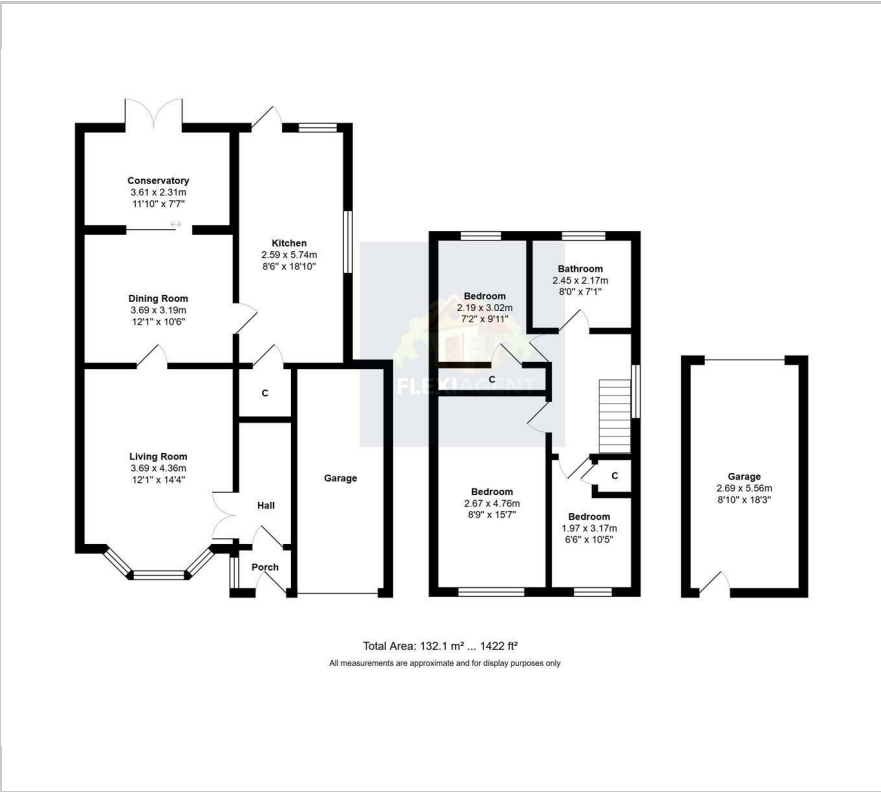 Conservatory
3.61 x 2.31m
11'10" x 7'7"
Kitchen
2.59 x 5.74m
8'6" x 18'10"
Dining Room
3.69 x 3.19m
12'1" x 10'6"
C
Living Room
3.69 x 4.36m
12'1" x 14'4"
Hall
Porch
Garage
Bedroom
2.19 x 3.02m
7'2" x 9'11"
Bathroom
2.45 x 2.17m
8'0" x 7'1"
C
FLEXIAGENT
Bedroom
2.67 x 4.76m
8'9" x 15'7"
C
Bedroom
1.97 x 3.17m
6'6" x 10'5"
Garage
2.69 x 5.56m
8'10" x 18'3"
Total Area: 132.1 m² ... 1422 ft²
All measurements are approximate and for display purposes only